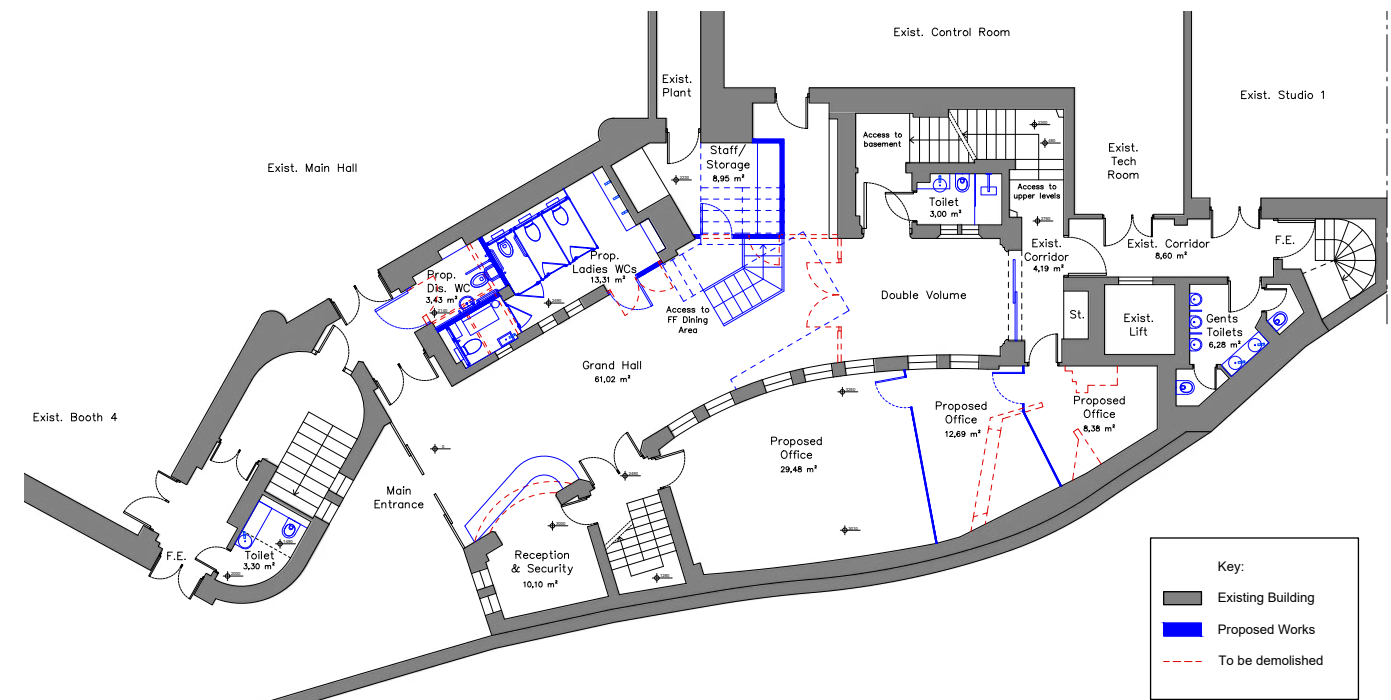 Exist. Control Room
Exist.
Plant
Exist. Studio 1
Access to
basement
Exist. Main Hall
Staff/
Storage
8,95 m²
Exist.
Tech
Room
Toilet
3,00 m²
Access to
upper levels
Exist.
Corridor
4,19 m²
Exist. Corridor
8,60 m²
F.E.
Prop.
Ladies WCs
13,31 m²
Prop.
Dis. WC
3,43 m²
Double Volume
Access to
FF Dining
Area
St.
Exist.
Lift
Gents
Toilets
6,28 m²
Grand Hall
61,02 m²
Exist. Booth 4
Proposed
Office
29,48 m²
Proposed
Office
12,69 m²
Proposed
Office
8,38 m²
Main
Entrance
0
F.E.
Toilet
3,30 m²
Reception
& Security
10,10 m²
Key:
Existing Building
Proposed Works
To be demolished